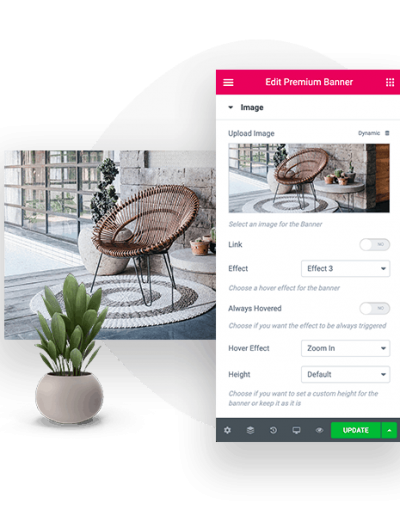 Edit Premium Banner
Image
Upload Image
Dynamic
Select an image for the Banner
Link
NO
Effect
Effect 3
Choose a hover effect for the banner
Always Hovered
NO
Choose if you want the effect to be always triggered
Hover Effect
Zoom In
Height
Default
Choose if you want to set a custom height for the
banner or keep it as it is
UPDATE